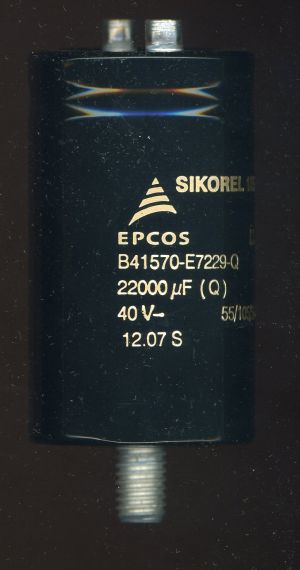 SIKOREL
EPCOS
B41570-E7229-Q
22000 µF (Q)
40 V-
12.07 S